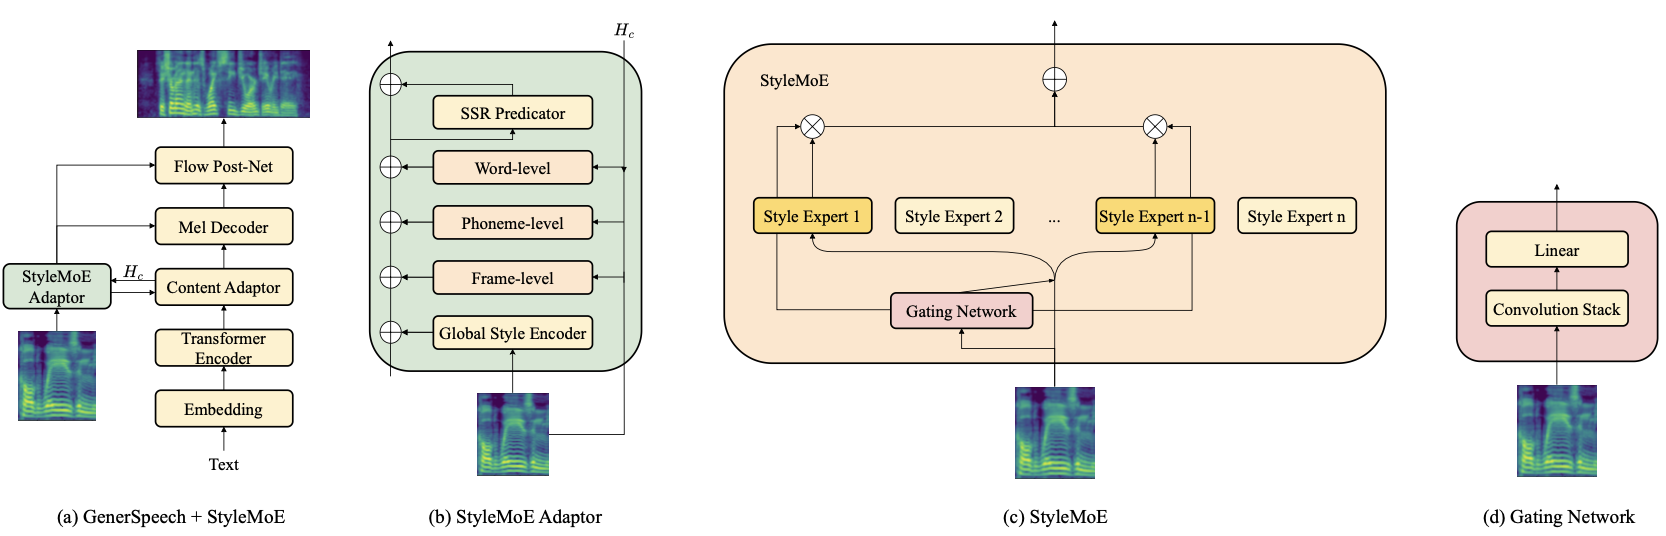 Flow Post-Net
Mel Decoder
StyleMoE
Adaptor
H_c
Content Adaptor
Transformer
Encoder
Embedding
Text
(a) GenerSpeech + StyleMoE
H_c
SSR Predicator
Word-level
Phoneme-level
Frame-level
Global Style Encoder
(b) StyleMoE Adaptor
StyleMoE
Style Expert 1
Style Expert 2
...
Style Expert n-1
Style Expert n
Gating Network
(c) StyleMoE
Linear
Convolution Stack
(d) Gating Network